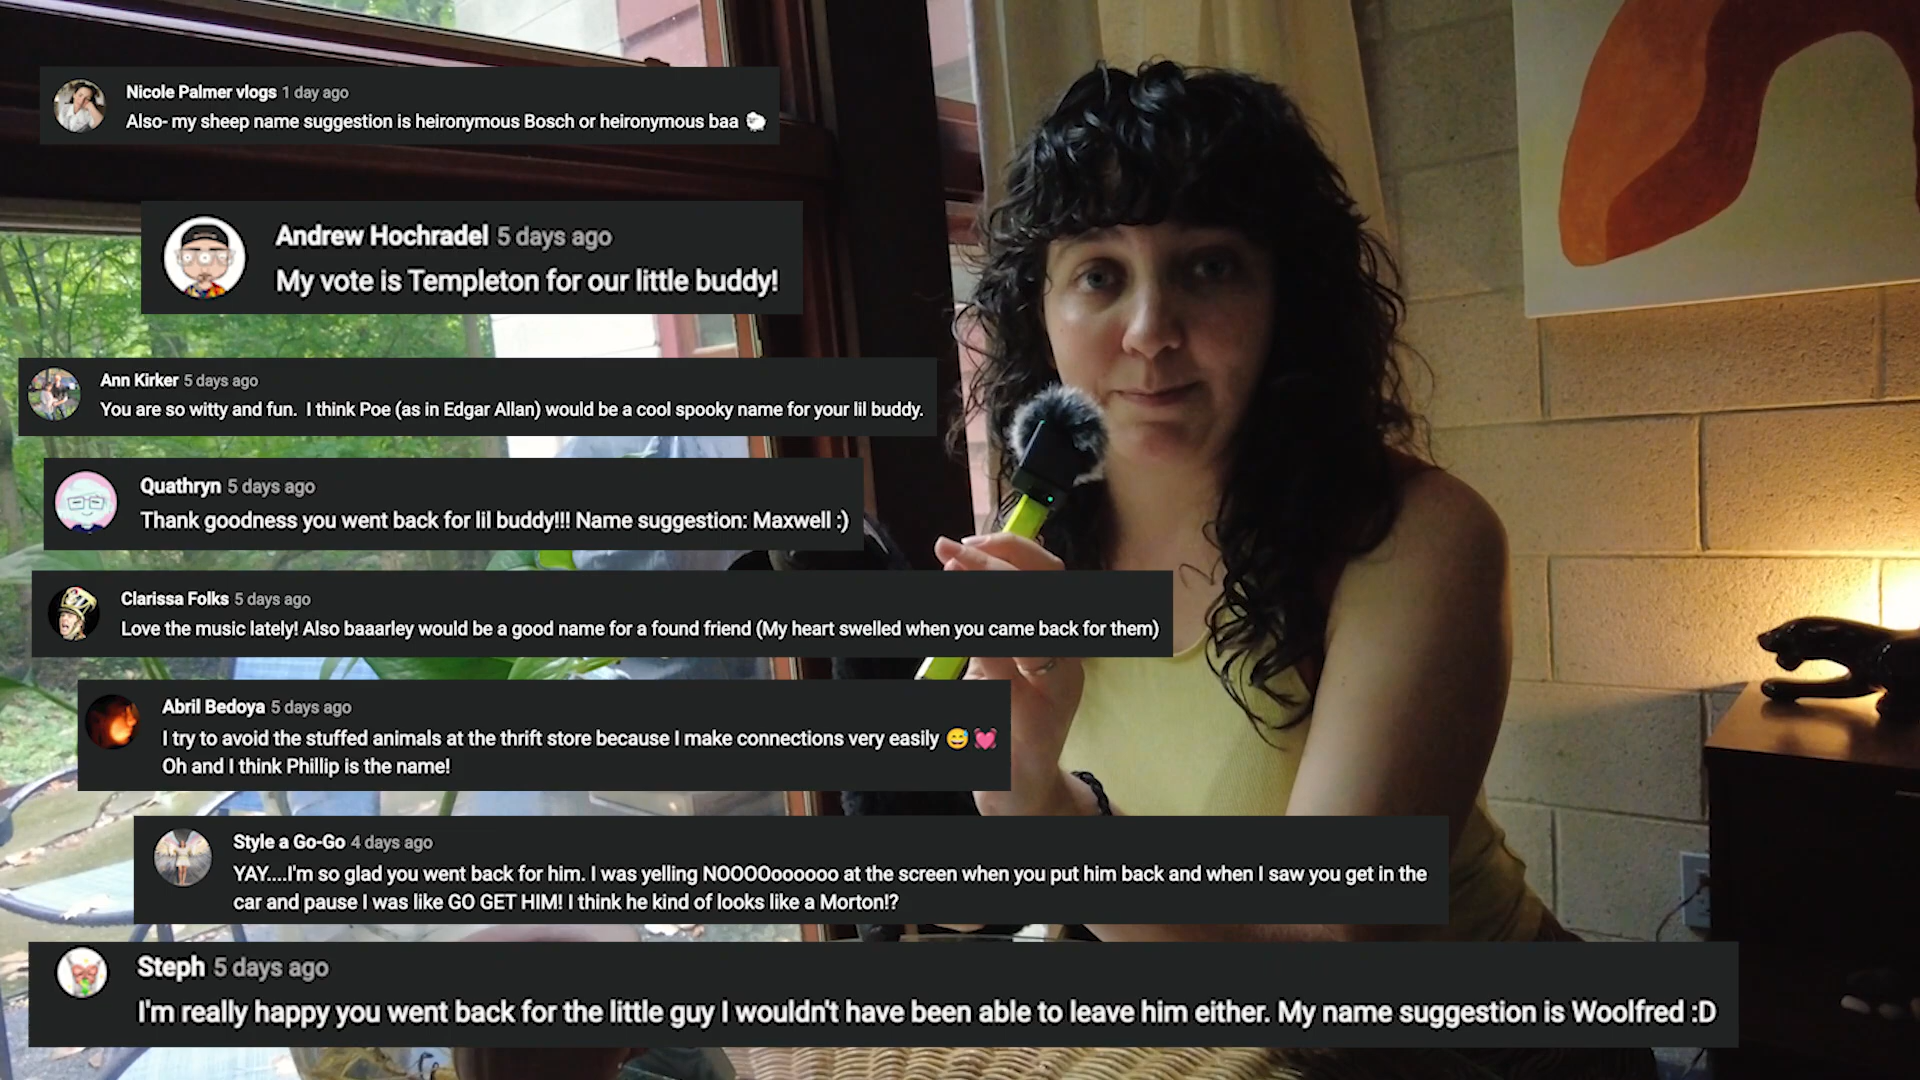 Nicole Palmer vlogs 1 day ago
Also- my sheep name suggestion is heironymous Bosch or heironymous baa 🐑
Andrew Hochradel 5 days ago
My vote is Templeton for our little buddy!
Ann Kirker 5 days ago
You are so witty and fun. I think Poe (as in Edgar Allan) would be a cool spooky name for your lil buddy.
Quathryn 5 days ago
Thank goodness you went back for lil buddy!!! Name suggestion: Maxwell :)
Clarissa Folks 5 days ago
Love the music lately! Also baaarley would be a good name for a found friend (My heart swelled when you came back for them)
Abril Bedoya 5 days ago
I try to avoid the stuffed animals at the thrift store because I make connections very easily 😅 💓
Oh and I think Phillip is the name!
Style a Go-Go 4 days ago
YAY....I'm so glad you went back for him. I was yelling NOOOOoooooo at the screen when you put him back and when I saw you get in the
car and pause I was like GO GET HIM! I think he kind of looks like a Morton!?
Steph 5 days ago
I'm really happy you went back for the little guy I wouldn't have been able to leave him either. My name suggestion is Woolfred :D